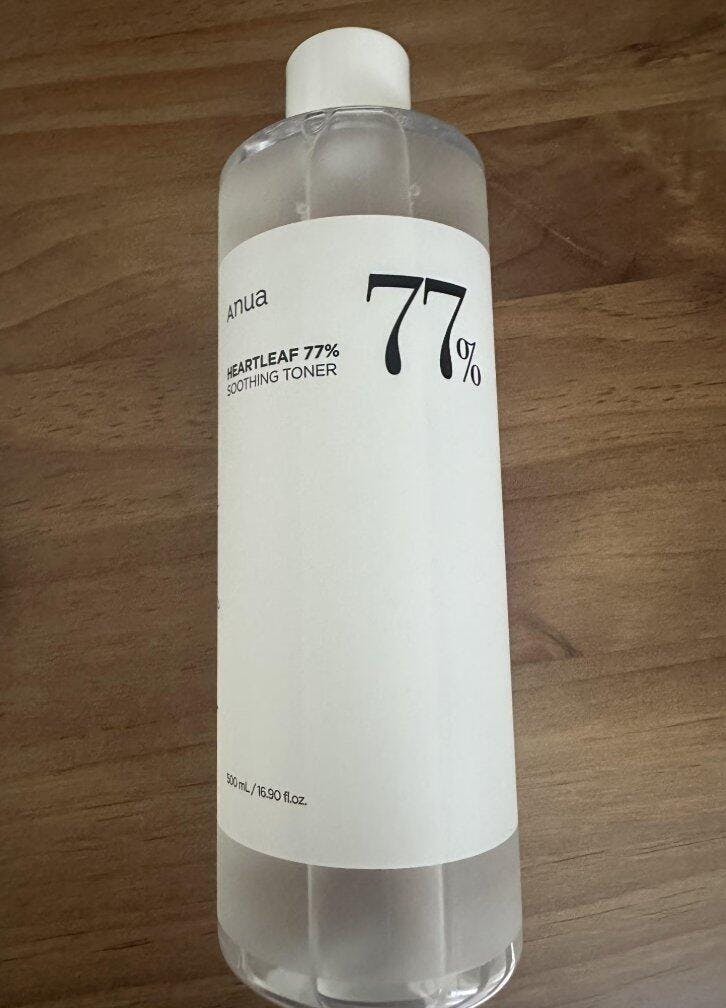 Anua
77%
HEARTLEAF 77%
SOOTHING TONER
500 mL / 16.90 fl.oz.